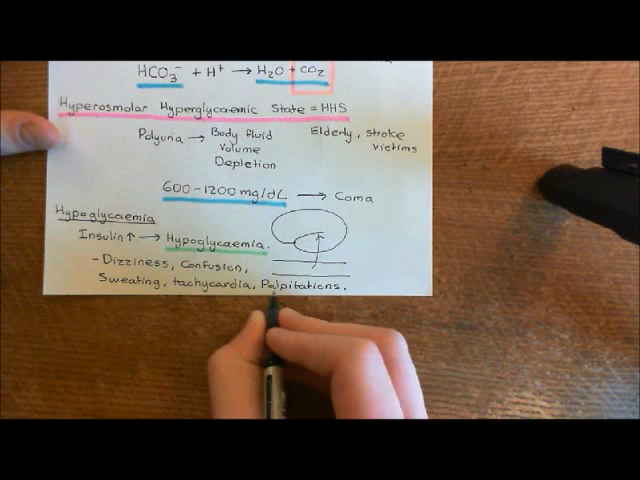 HCO₃⁻ + H⁺ → H₂O + CO₂
Hyperosmolar Hyperglycaemic State = HHS
Polyuria → Body fluid Volume Depletion
Elderly, stroke victims
600-1200 mg/dL → Coma
Hypoglycaemia
Insulin↑ → Hypoglycaemia.
- Dizziness, Confusion,
Sweating, tachycardia, Palpitations.